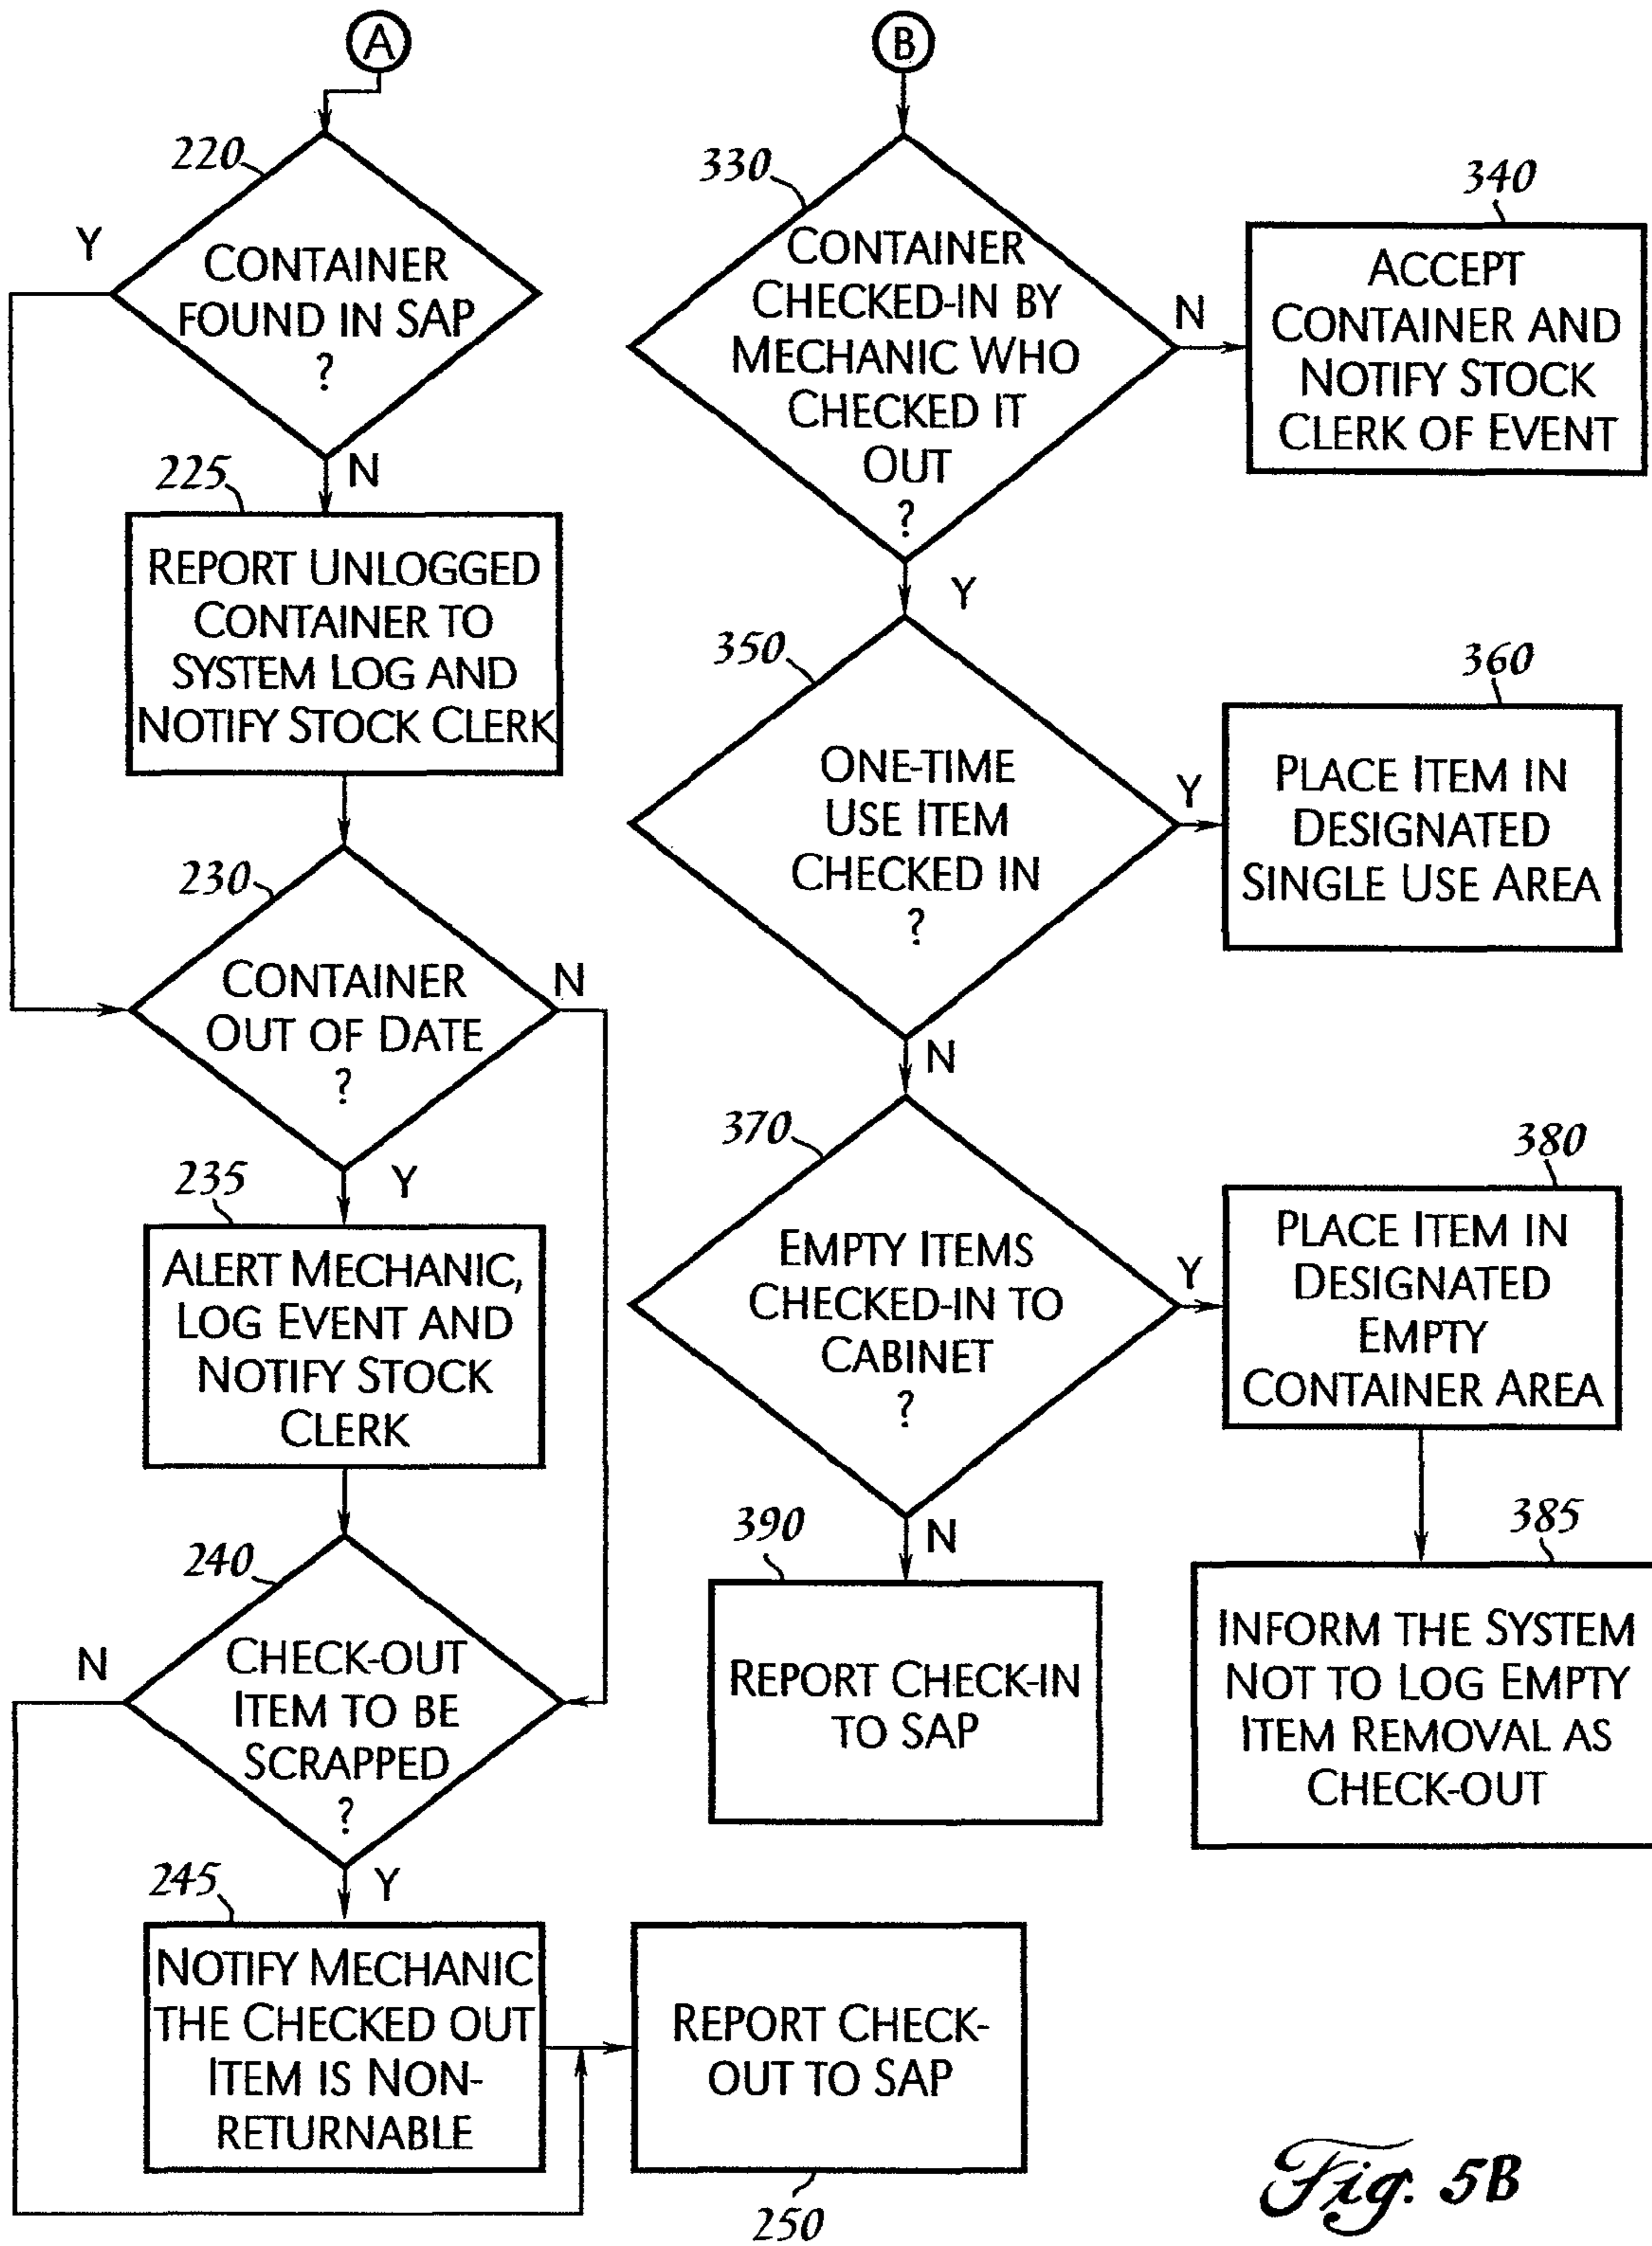 A
220
Y
CONTAINER
FOUND IN SAP
?
N
225
REPORT UNLOGGED
CONTAINER TO
SYSTEM LOG AND
NOTIFY STOCK CLERK
230
CONTAINER
OUT OF DATE
?
N
Y
235
ALERT MECHANIC,
LOG EVENT AND
NOTIFY STOCK
CLERK
240
N
CHECK-OUT
ITEM TO BE
SCRAPPED
?
Y
245
NOTIFY MECHANIC
THE CHECKED OUT
ITEM IS NON-
RETURNABLE
REPORT CHECK-
OUT TO SAP
250
B
330
CONTAINER
CHECKED-IN BY
MECHANIC WHO
CHECKED IT
OUT
?
N
Y
340
ACCEPT
CONTAINER AND
NOTIFY STOCK
CLERK OF EVENT
350
ONE-TIME
USE ITEM
CHECKED IN
?
Y
N
360
PLACE ITEM IN
DESIGNATED
SINGLE USE AREA
370
EMPTY ITEMS
CHECKED-IN TO
CABINET
?
Y
N
380
PLACE ITEM IN
DESIGNATED
EMPTY
CONTAINER AREA
385
INFORM THE SYSTEM
NOT TO LOG EMPTY
ITEM REMOVAL AS
CHECK-OUT
390
REPORT CHECK-IN
TO SAP
Fig. 5B